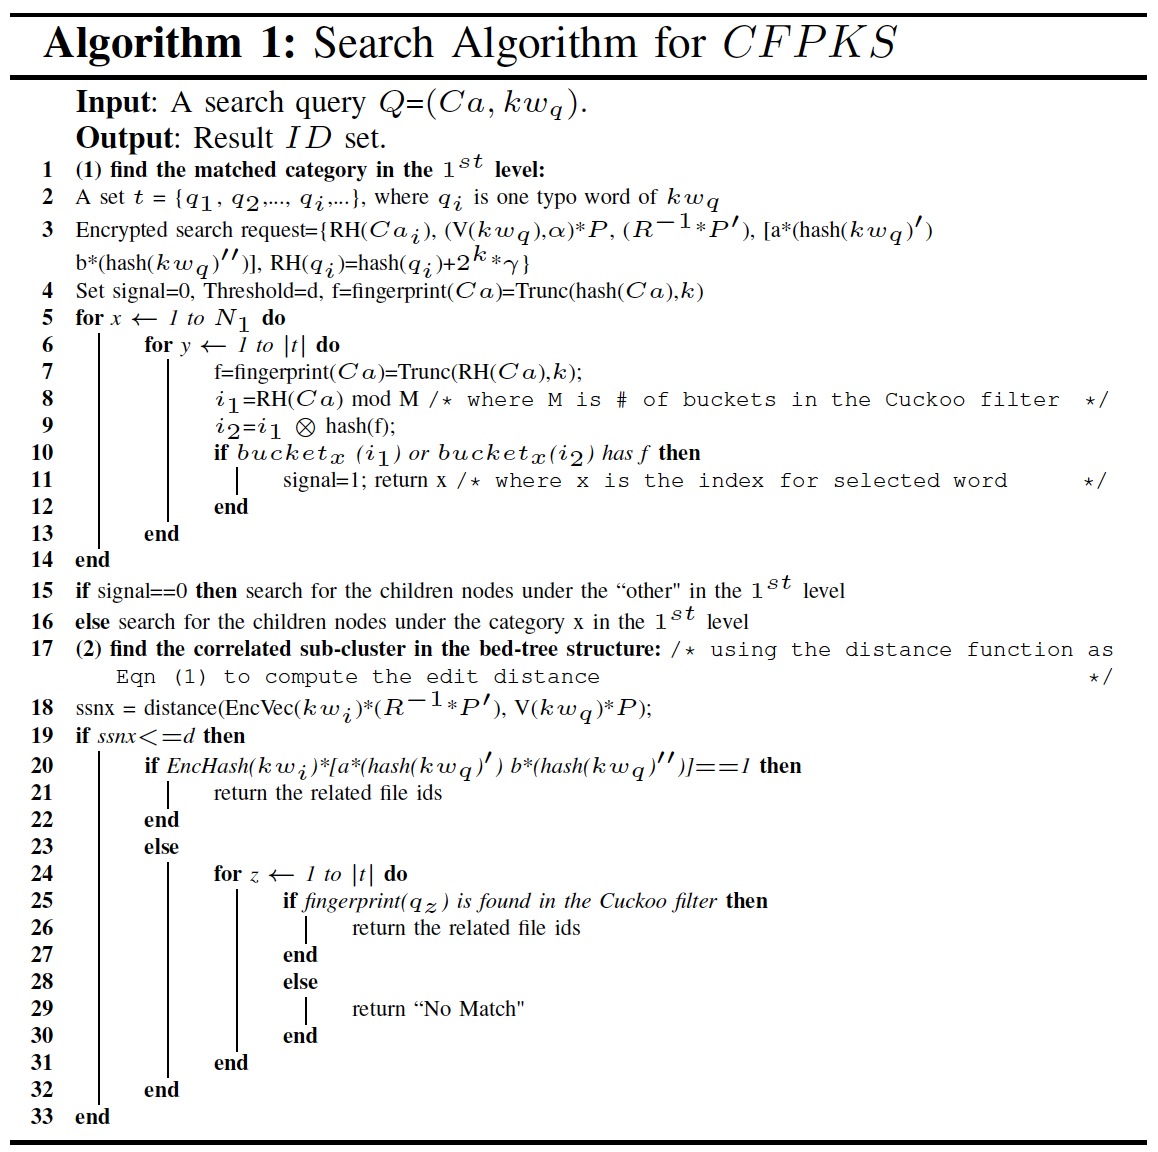 Algorithm 1: Search Algorithm for CFPKS
Input: A search query Q=(Ca, kw_q).
Output: Result ID set.
1 (1) find the matched category in the 1^st level:
2 A set t = {q_1, q_2,..., q_i,...}, where q_i is one typo word of kw_q
3 Encrypted search request={RH(Ca_i), (V(kw_q),α)*P, (R^−1*P′), [a*(hash(kw_q)′)
b*(hash(kw_q)″)], RH(q_i)=hash(q_i)+2^k*γ}
4 Set signal=0, Threshold=d, f=fingerprint(Ca)=Trunc(hash(Ca),k)
5 for x ← 1 to N_1 do
6 for y ← 1 to |t| do
7 f=fingerprint(Ca)=Trunc(RH(Ca),k);
8 i_1=RH(Ca) mod M /* where M is # of buckets in the Cuckoo filter */
9 i_2=i_1 ⊗ hash(f);
10 if bucket_x (i_1) or bucket_x(i_2) has f then
11 signal=1; return x /* where x is the index for selected word */
12 end
13 end
14 end
15 if signal==0 then search for the children nodes under the “other" in the 1^st level
16 else search for the children nodes under the category x in the 1^st level
17 (2) find the correlated sub-cluster in the bed-tree structure: /* using the distance function as
Eqn (1) to compute the edit distance */
18 ssnx = distance(EncVec(kw_i)*(R^−1*P′), V(kw_q)*P);
19 if ssnx<=d then
20 if EncHash(kw_i)*[a*(hash(kw_q)′) b*(hash(kw_q)″)]==1 then
21 return the related file ids
22 end
23 else
24 for z ← 1 to |t| do
25 if fingerprint(q_z) is found in the Cuckoo filter then
26 return the related file ids
27 end
28 else
29 return “No Match"
30 end
31 end
32 end
33 end